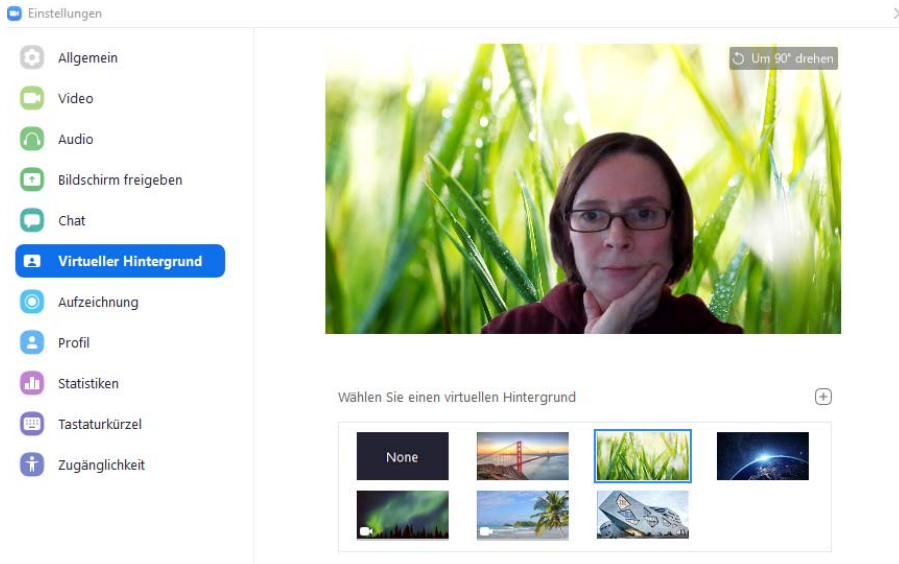 Einstellungen
Allgemein
Video
Audio
Bildschirm freigeben
Chat
Virtueller Hintergrund
Aufzeichnung
Profil
Statistiken
Tastaturkürzel
Zugänglichkeit
Um 90° drehen
Wählen Sie einen virtuellen Hintergrund
None